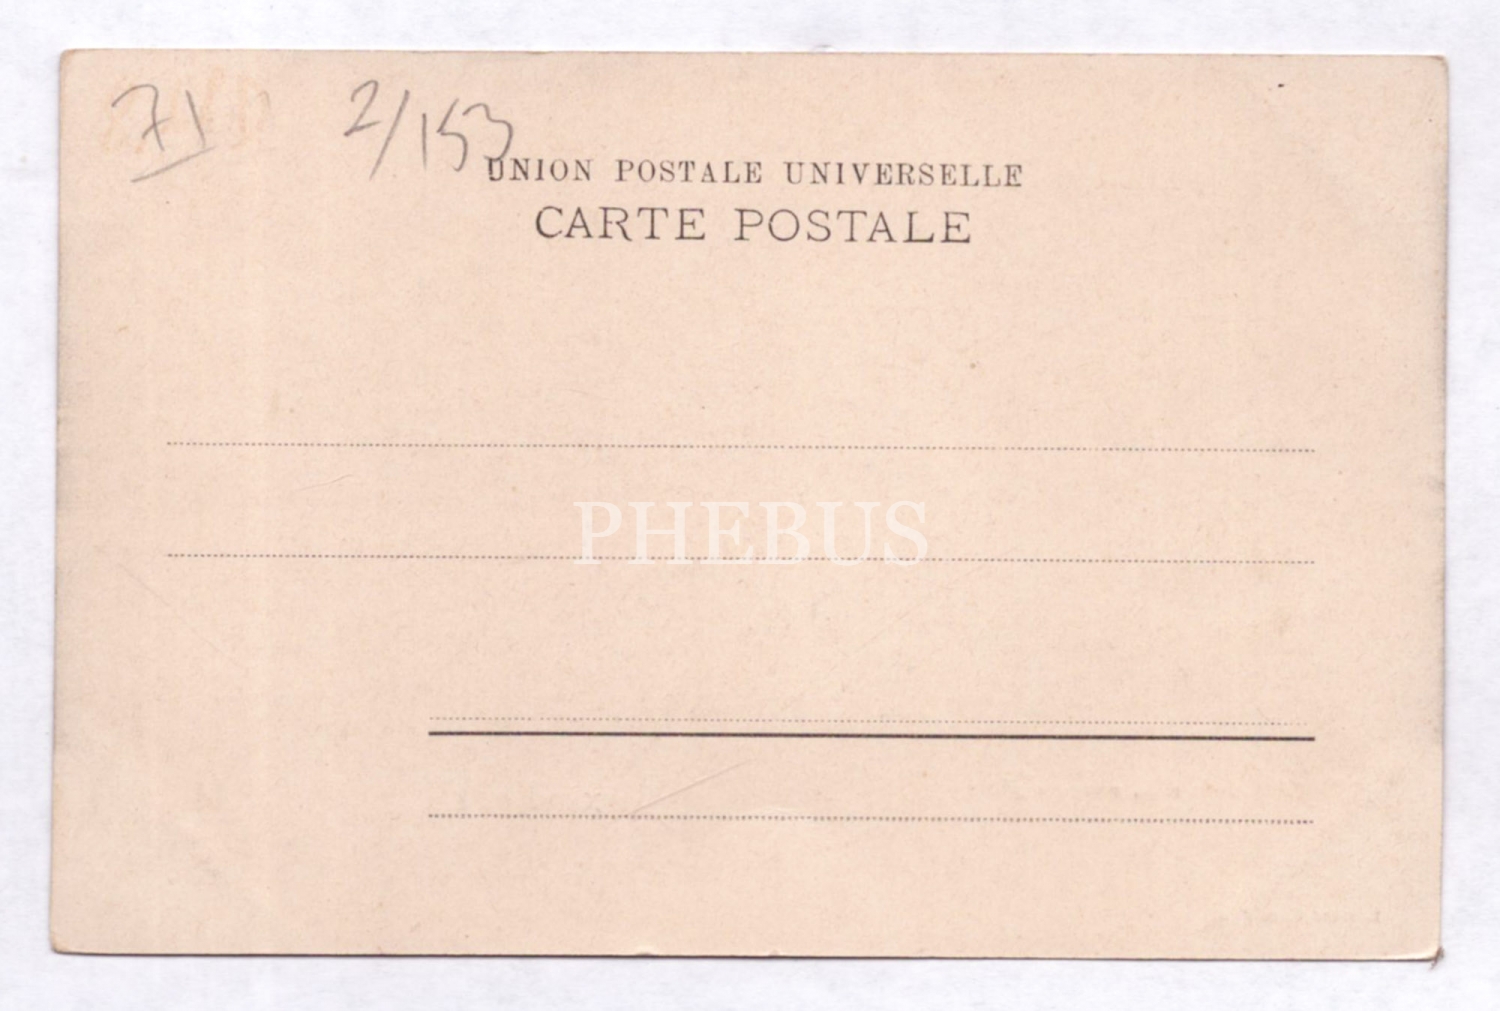 71 2/153
UNION POSTALE UNIVERSELLE
CARTE POSTALE
PHEBUS